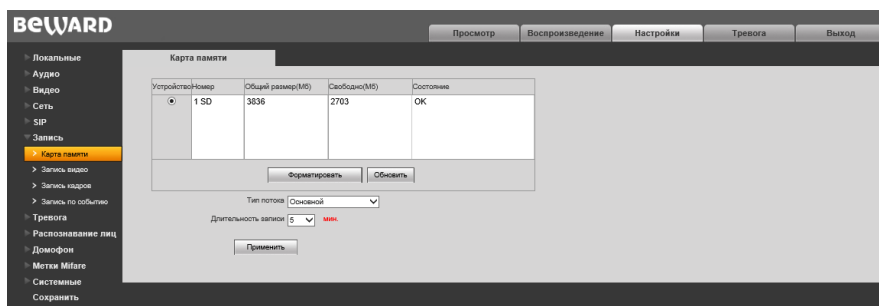 BEWARD
Просмотр Воспроизведение Настройки Тревога Выход
Локальные
Аудио
Видео
Сеть
SIP
Запись
Карта памяти
Запись видео
Запись кадров
Запись по событию
Тревога
Распознавание лиц
Домофон
Метки Mifare
Системные
Сохранить
Карта памяти
Устройство Номер Общий размер(Мб) Свободно(Мб) Состояние
1 SD 3836 2703 OK
Форматировать Обновить
Тип потока Основной
Длительность записи 5 мин.
Применить